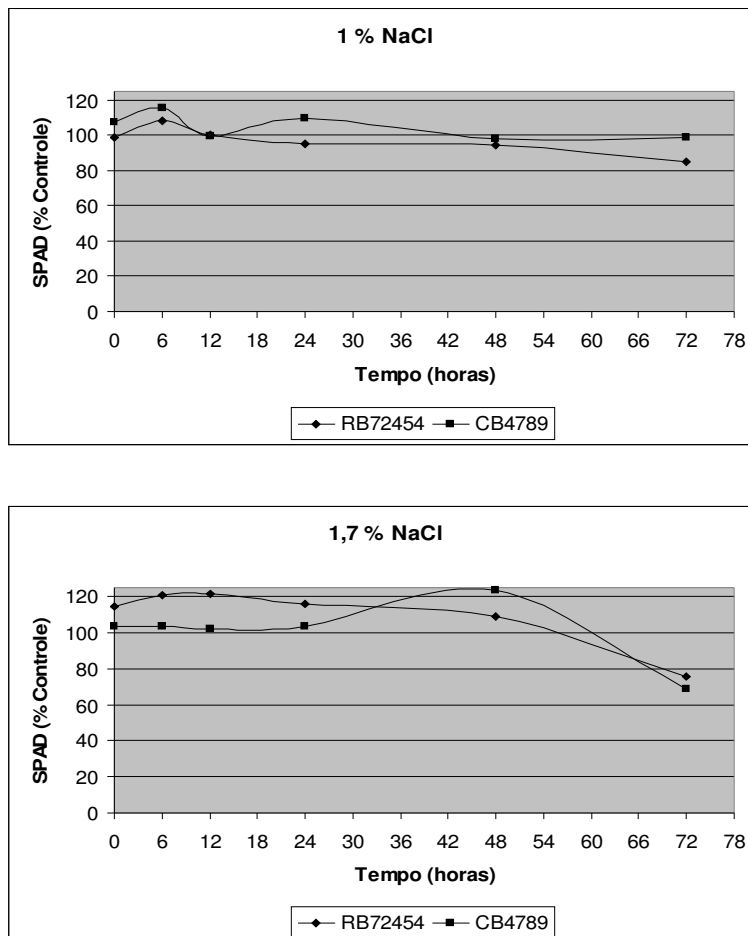 1 % NaCl
SPAD (% Controle)
120
100
80
60
40
20
0
0 6 12 18 24 30 36 42 48 54 60 66 72 78
Tempo (horas)
RB72454 CB4789
1,7 % NaCl
SPAD (% Controle)
120
100
80
60
40
20
0
0 6 12 18 24 30 36 42 48 54 60 66 72 78
Tempo (horas)
RB72454 CB4789